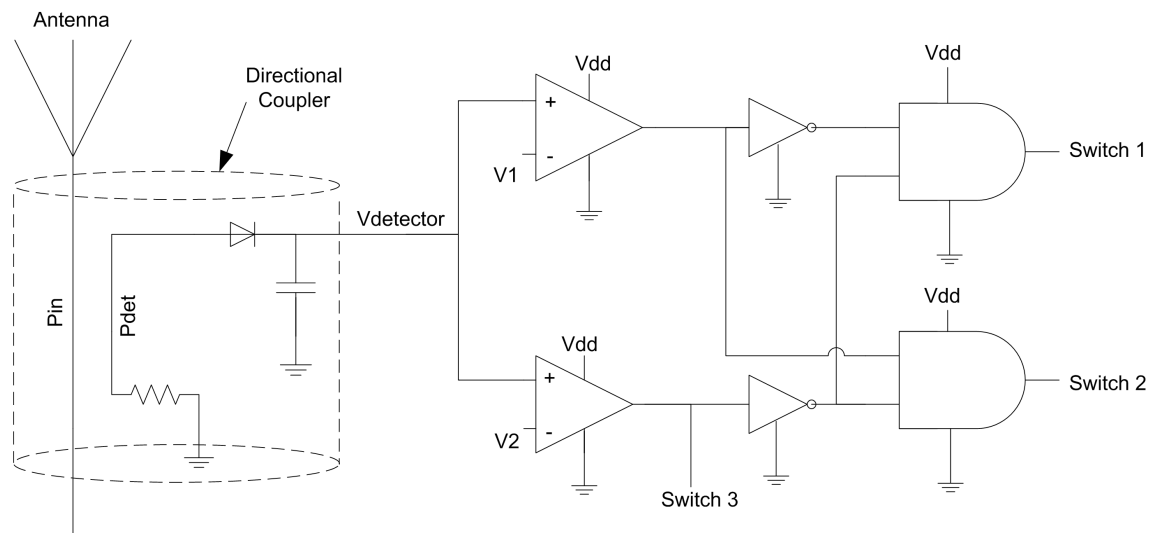 Antenna
Directional
Coupler
Pin
Pdet
Vdetector
Vdd
+
-
V1
Vdd
Switch 1
Vdd
+
-
V2
Switch 3
Vdd
Switch 2